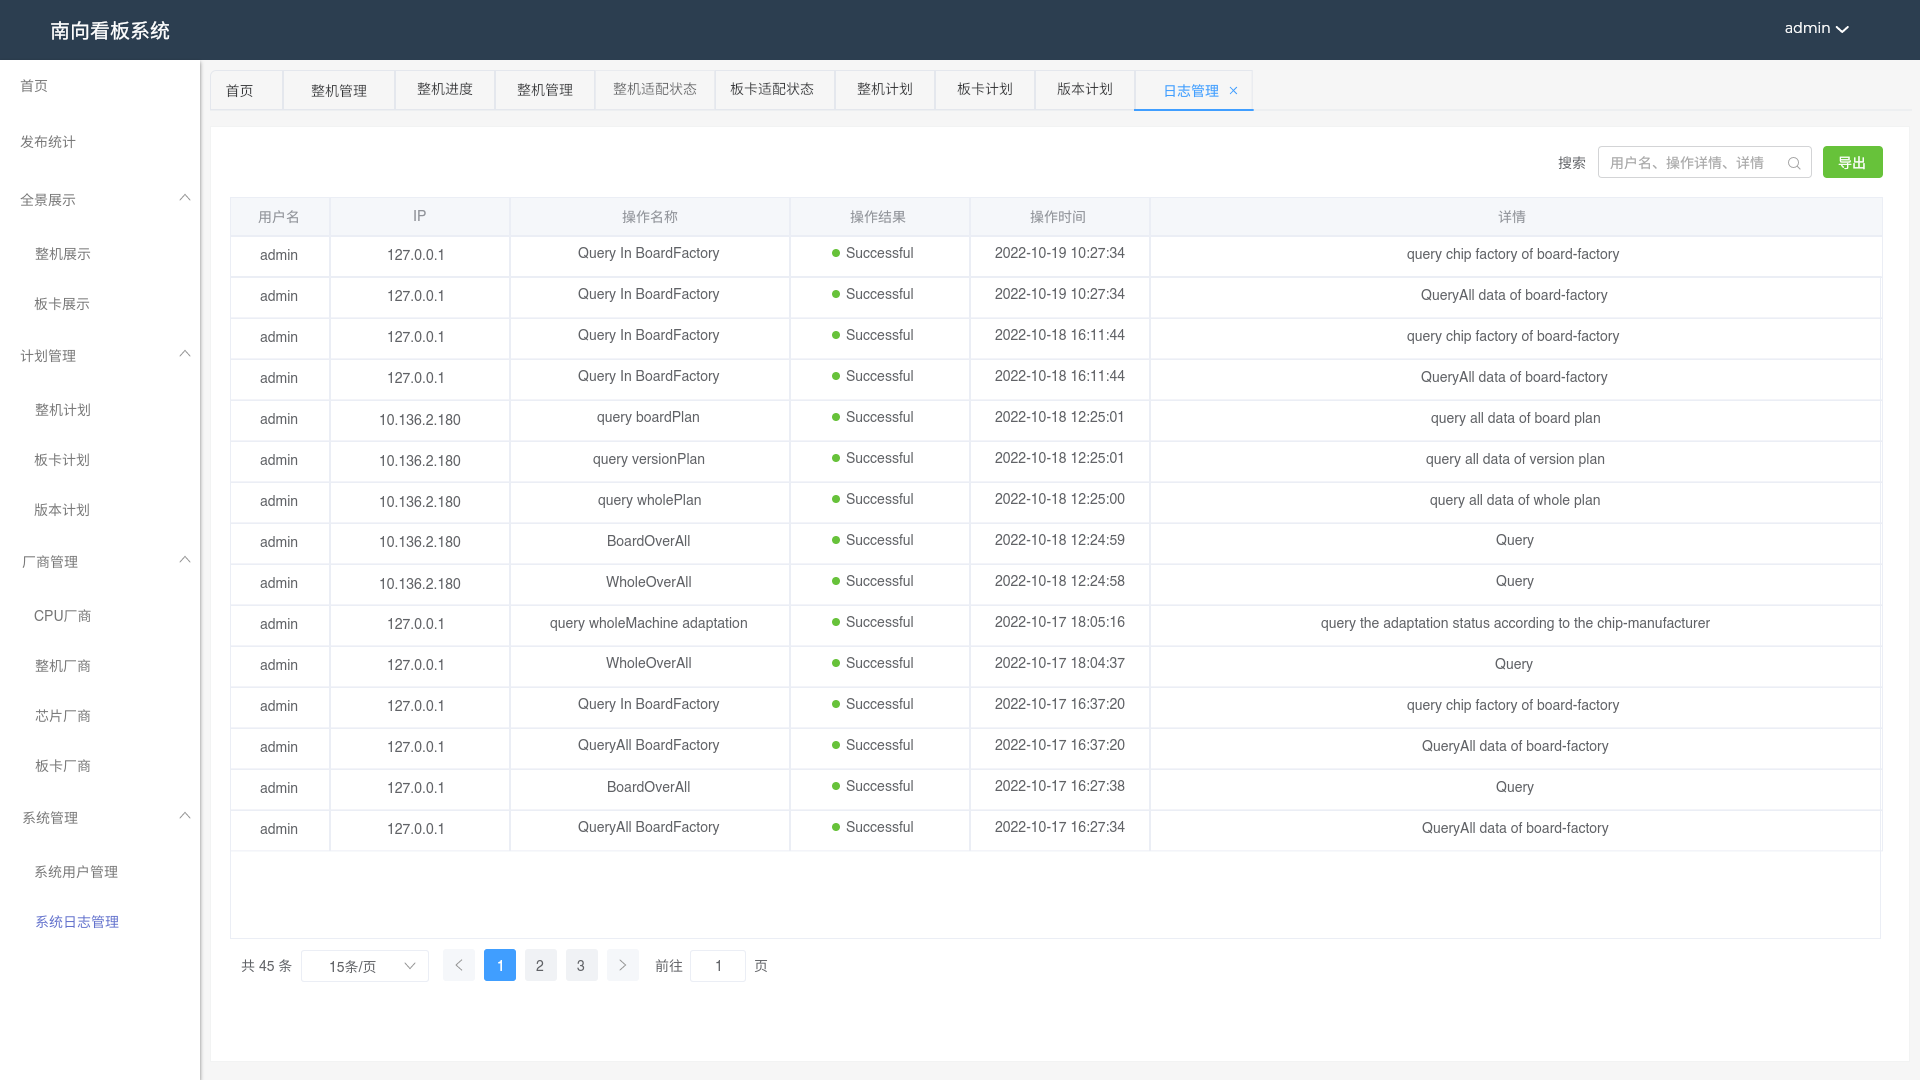 南向看板系统
admin
首页
发布统计
全景展示
整机展示
板卡展示
计划管理
整机计划
板卡计划
版本计划
厂商管理
CPU厂商
整机厂商
芯片厂商
板卡厂商
系统管理
系统用户管理
系统日志管理
首页 整机管理 整机进度 整机管理 整机适配状态 板卡适配状态 整机计划 板卡计划 版本计划 日志管理 ×
搜索 用户名、操作详情、详情 导出
用户名 IP 操作名称 操作结果 操作时间 详情
admin 127.0.0.1 Query In BoardFactory Successful 2022-10-19 10:27:34 query chip factory of board-factory
admin 127.0.0.1 Query In BoardFactory Successful 2022-10-19 10:27:34 QueryAll data of board-factory
admin 127.0.0.1 Query In BoardFactory Successful 2022-10-18 16:11:44 query chip factory of board-factory
admin 127.0.0.1 Query In BoardFactory Successful 2022-10-18 16:11:44 QueryAll data of board-factory
admin 10.136.2.180 query boardPlan Successful 2022-10-18 12:25:01 query all data of board plan
admin 10.136.2.180 query versionPlan Successful 2022-10-18 12:25:01 query all data of version plan
admin 10.136.2.180 query wholePlan Successful 2022-10-18 12:25:00 query all data of whole plan
admin 10.136.2.180 BoardOverAll Successful 2022-10-18 12:24:59 Query
admin 10.136.2.180 WholeOverAll Successful 2022-10-18 12:24:58 Query
admin 127.0.0.1 query wholeMachine adaptation Successful 2022-10-17 18:05:16 query the adaptation status according to the chip-manufacturer
admin 127.0.0.1 WholeOverAll Successful 2022-10-17 18:04:37 Query
admin 127.0.0.1 Query In BoardFactory Successful 2022-10-17 16:37:20 query chip factory of board-factory
admin 127.0.0.1 QueryAll BoardFactory Successful 2022-10-17 16:37:20 QueryAll data of board-factory
admin 127.0.0.1 BoardOverAll Successful 2022-10-17 16:27:38 Query
admin 127.0.0.1 QueryAll BoardFactory Successful 2022-10-17 16:27:34 QueryAll data of board-factory
共 45 条 15条/页 1 2 3 前往 1 页